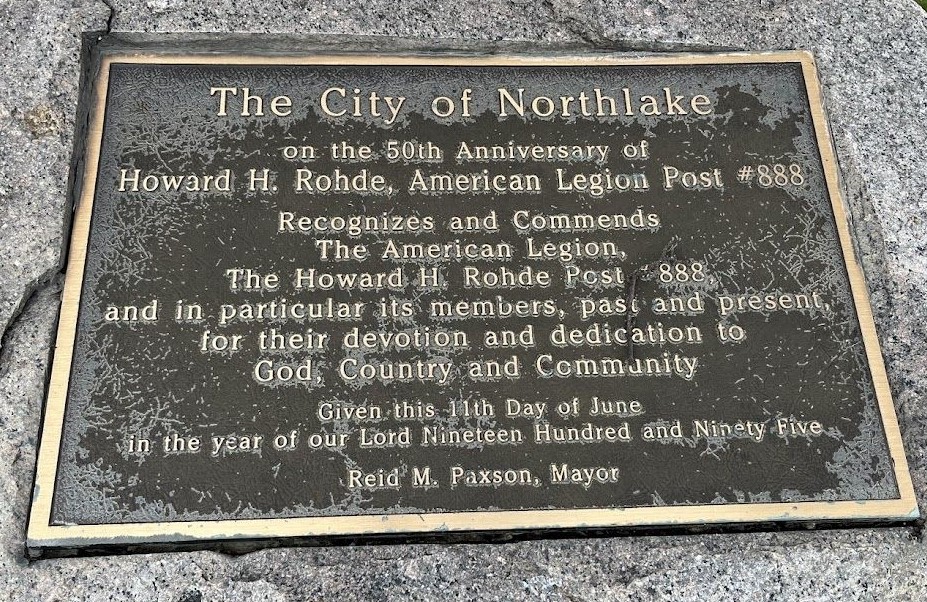 The City of Northlake
on the 50th Anniversary of
Howard H. Rohde, American Legion Post #888
Recognizes and Commends
The American Legion,
The Howard H. Rohde Post #888,
and in particular its members, past and present,
for their devotion and dedication to
God, Country and Community
Given this 11th Day of June
in the year of our Lord Nineteen Hundred and Ninety Five
Reid M. Paxson, Mayor